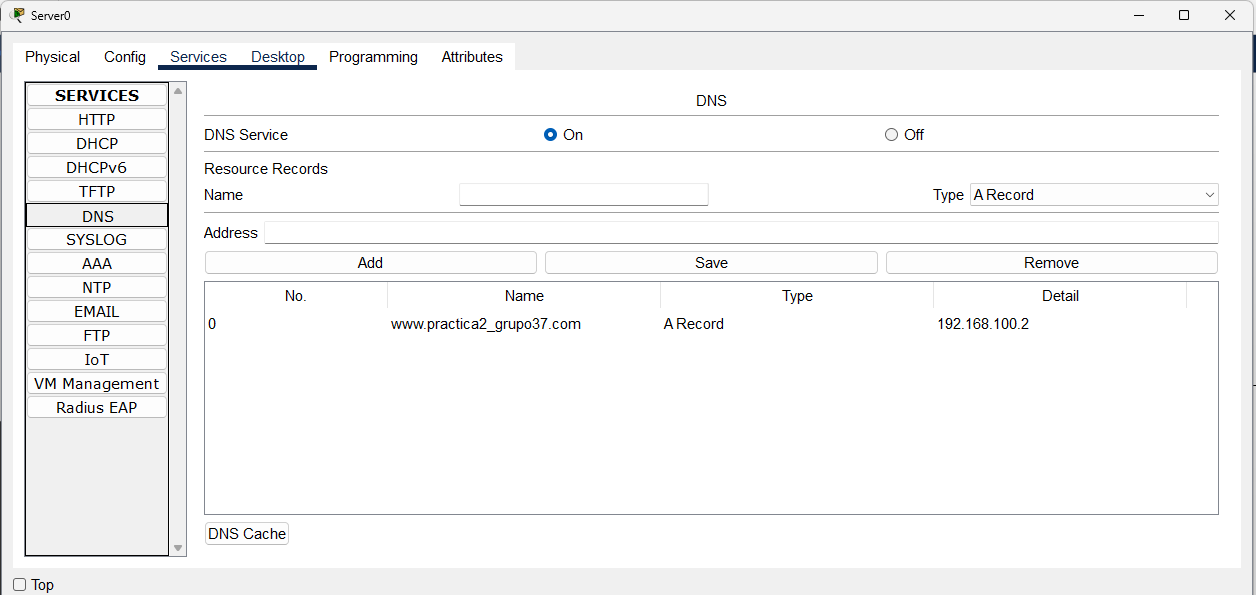 Server0
Physical Config Services Desktop Programming Attributes
SERVICES
HTTP
DHCP
DHCPv6
TFTP
DNS
SYSLOG
AAA
NTP
EMAIL
FTP
IoT
VM Management
Radius EAP
DNS
DNS Service On Off
Resource Records
Name Type A Record
Address
Add Save Remove
No. Name Type Detail
0 www.practica2_grupo37.com A Record 192.168.100.2
DNS Cache
Top